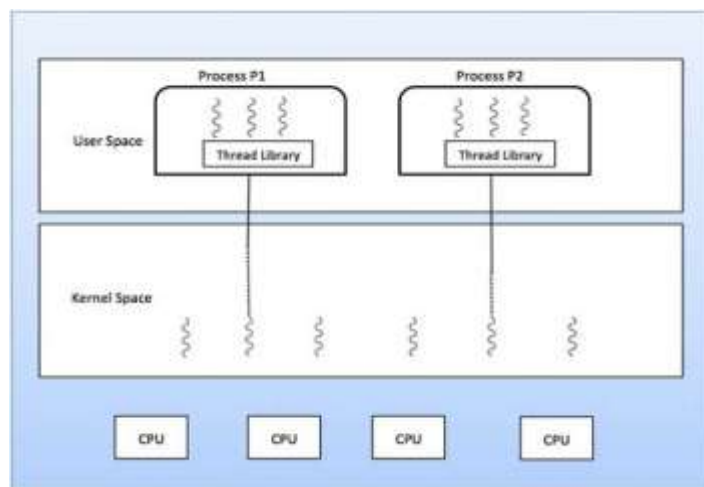 Process P1
Process P2
User Space
Thread Library
Thread Library
Kernel Space
CPU
CPU
CPU
CPU